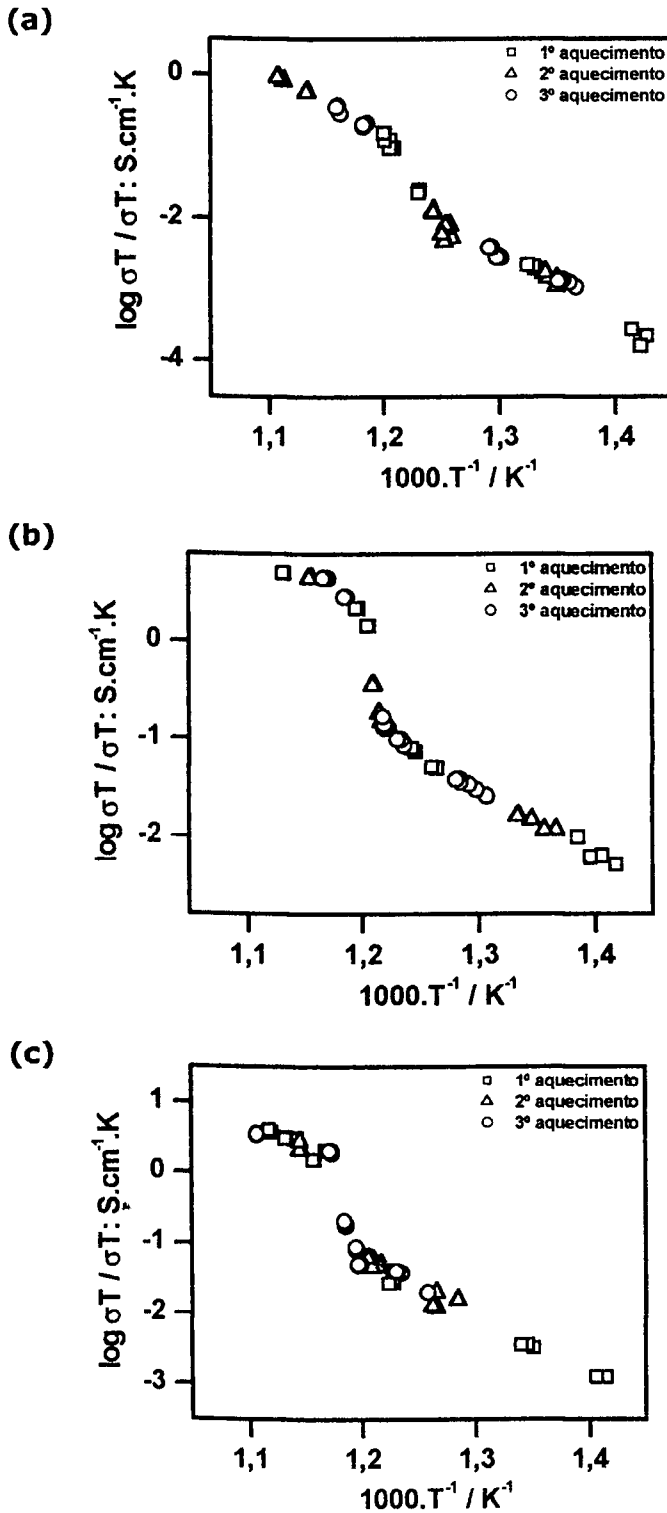 (a)
1º aquecimento
2º aquecimento
3º aquecimento
0
-2
-4
log σT / σT: S.cm⁻¹.K
1,1 1,2 1,3 1,4
1000.T⁻¹ / K⁻¹
(b)
1º aquecimento
2º aquecimento
3º aquecimento
0
-1
-2
log σT / σT: S.cm⁻¹.K
1,1 1,2 1,3 1,4
1000.T⁻¹ / K⁻¹
(c)
1º aquecimento
2º aquecimento
3º aquecimento
1
0
-1
-2
-3
log σT / σT: S.cm⁻¹.K
1,1 1,2 1,3 1,4
1000.T⁻¹ / K⁻¹